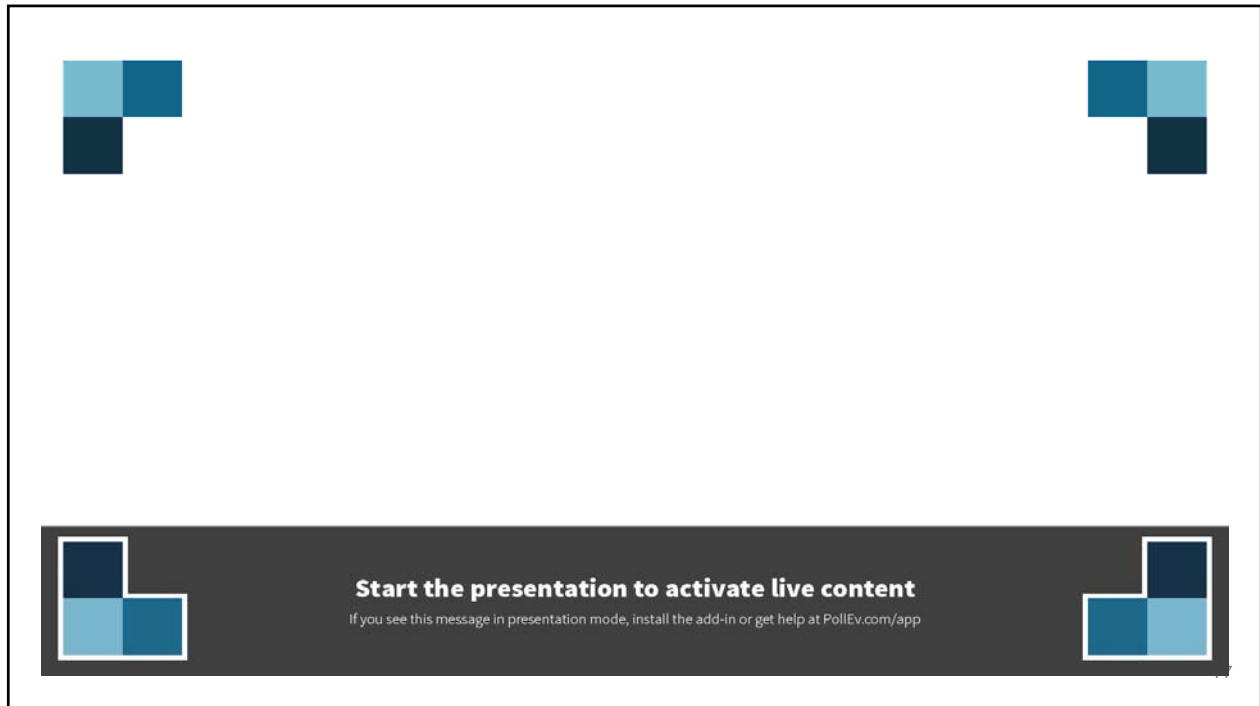 Start the presentation to activate live content
If you see this message in presentation mode, install the add-in or get help at PollEv.com/app